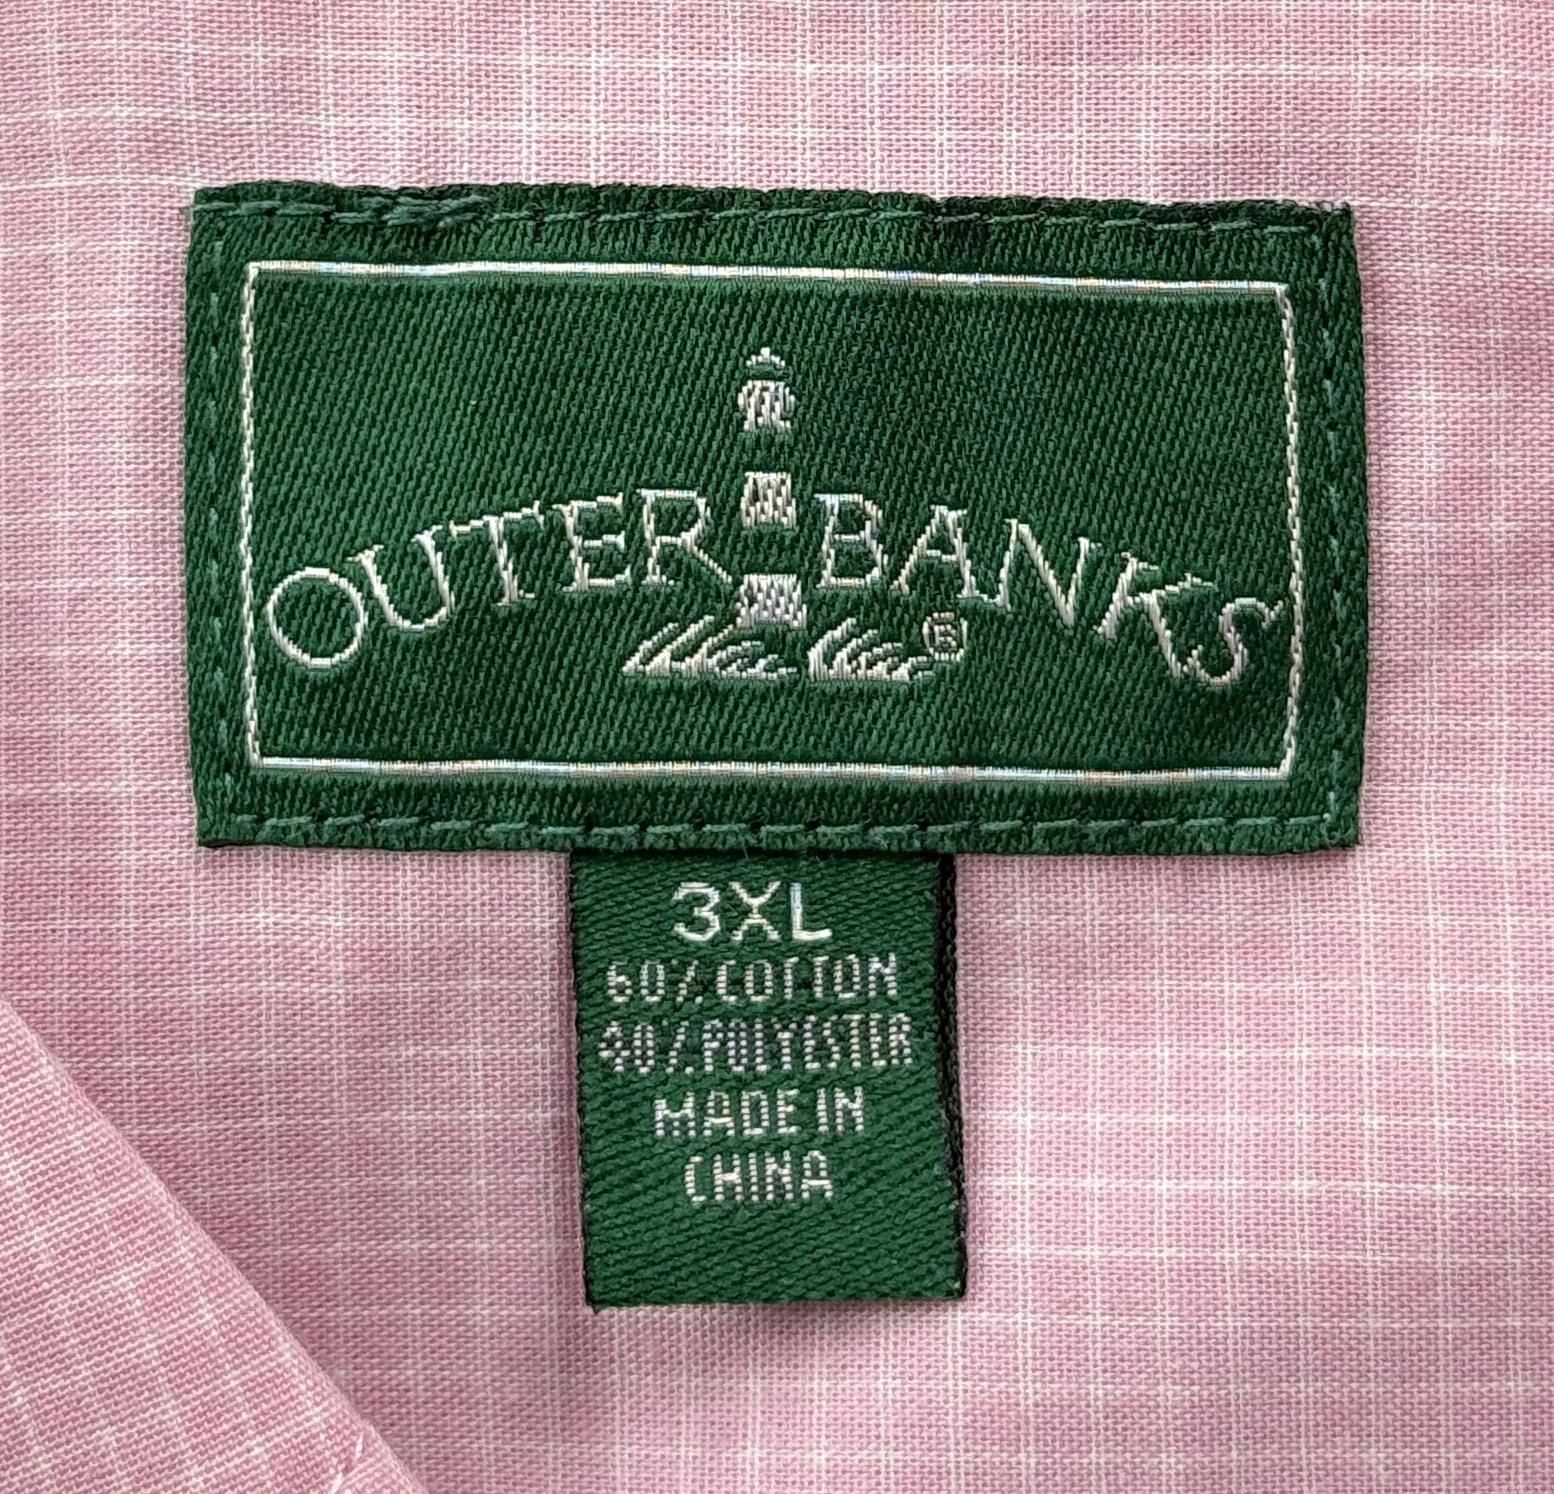 OUTER BANKS ®
3XL
60% COTTON
40% POLYESTER
MADE IN
CHINA